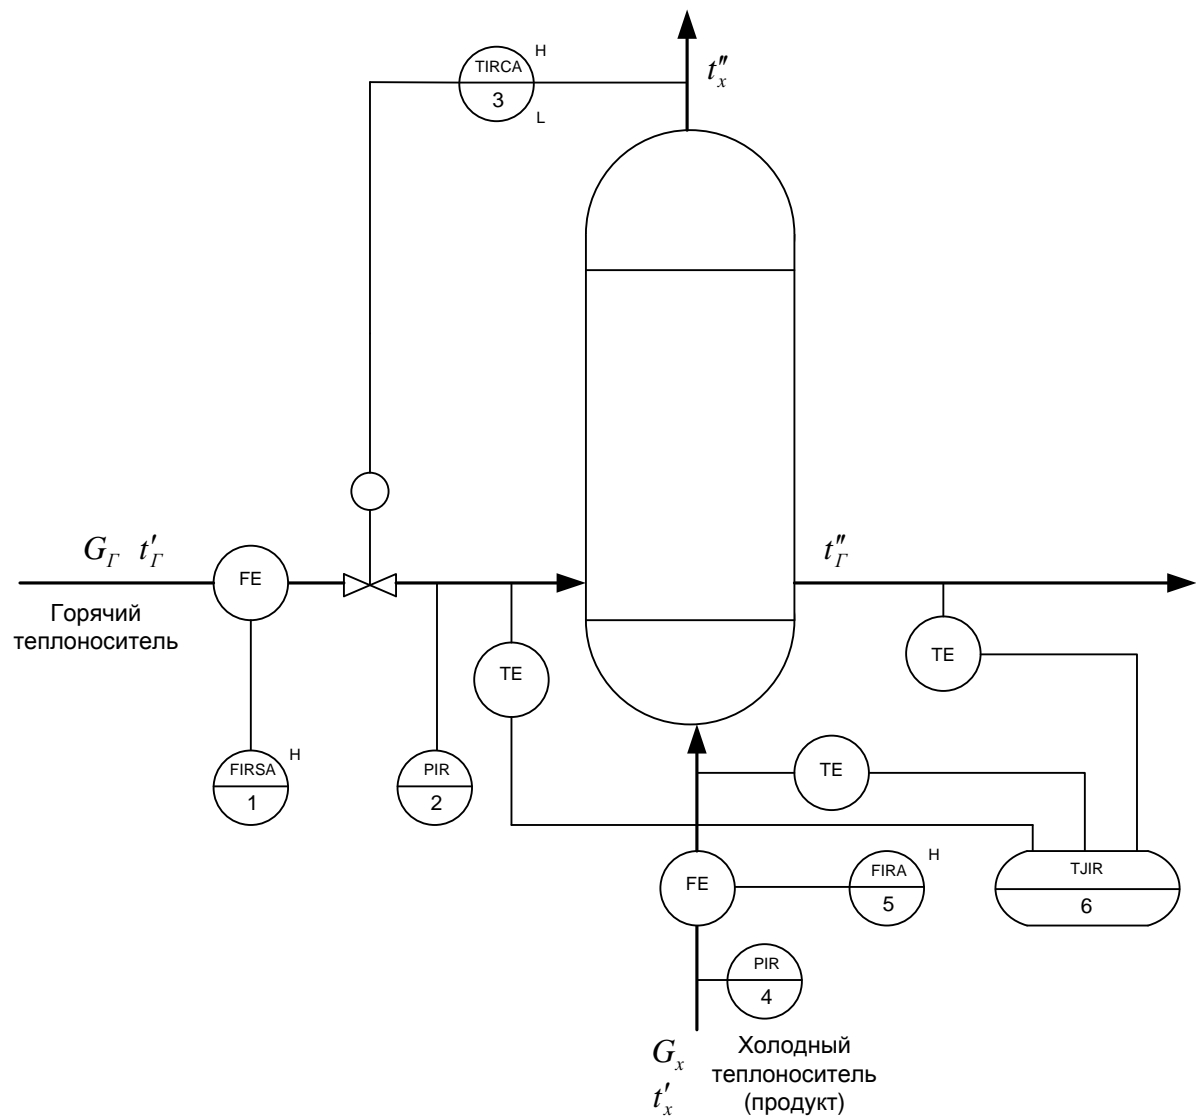 H
TIRCA
3
L
t″x
GГ t′Г
t″Г
FE
Горячий
теплоноситель
TE
TE
FIRSA
H
1
PIR
2
TE
FE
FIRA
H
5
TJIR
6
PIR
4
Gx
t′x
Холодный
теплоноситель
(продукт)